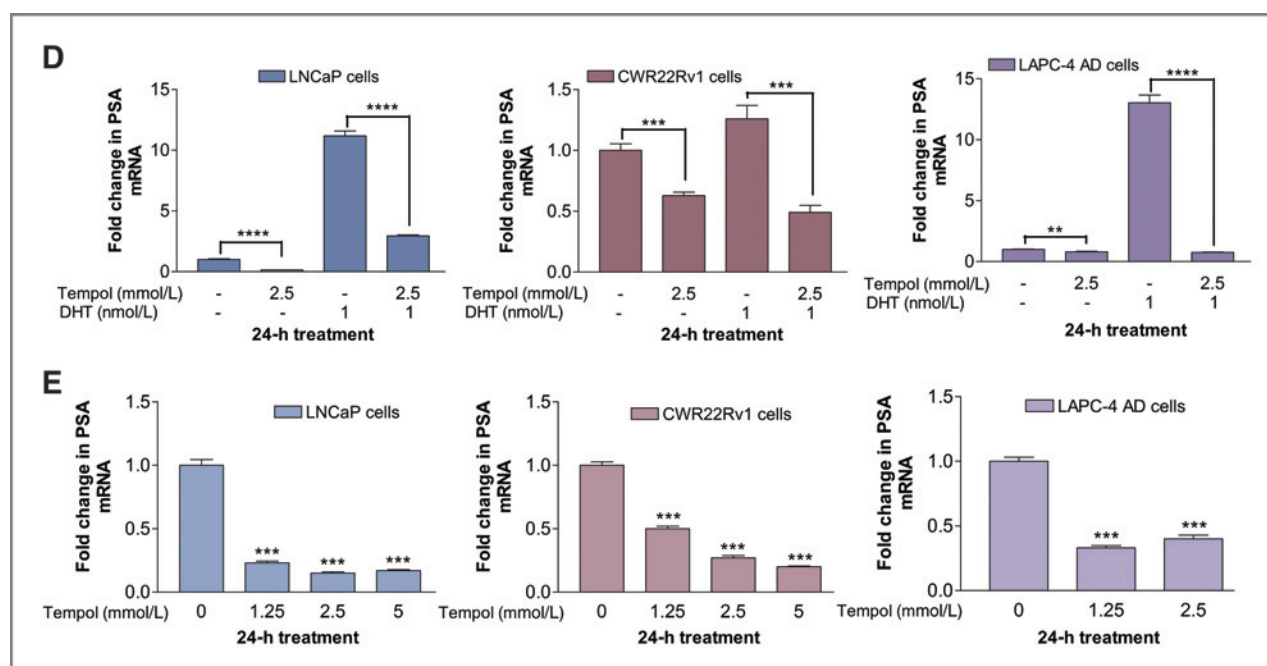 D
LNCaP cells
Fold change in PSA
mRNA
15
10
5
0
****
****
Tempol (mmol/L) - 2.5 - 2.5
DHT (nmol/L) - - 1 1
24-h treatment
CWR22Rv1 cells
Fold change in PSA
mRNA
1.5
1.0
0.5
0.0
***
***
- 2.5 - 2.5
- - 1 1
24-h treatment
LAPC-4 AD cells
Fold change in PSA
mRNA
15
10
5
0
**
****
Tempol (mmol/L) - 2.5 - 2.5
DHT (nmol/L) - - 1 1
24-h treatment
E
LNCaP cells
Fold change in PSA
mRNA
1.5
1.0
0.5
0.0
*** *** ***
Tempol (mmol/L) 0 1.25 2.5 5
24-h treatment
CWR22Rv1 cells
Fold change in PSA
mRNA
1.5
1.0
0.5
0.0
***
***
***
Tempol (mmol/L) 0 1.25 2.5 5
24-h treatment
LAPC-4 AD cells
Fold change in PSA
mRNA
1.5
1.0
0.5
0.0
*** ***
Tempol (mmol/L) 0 1.25 2.5
24-h treatment